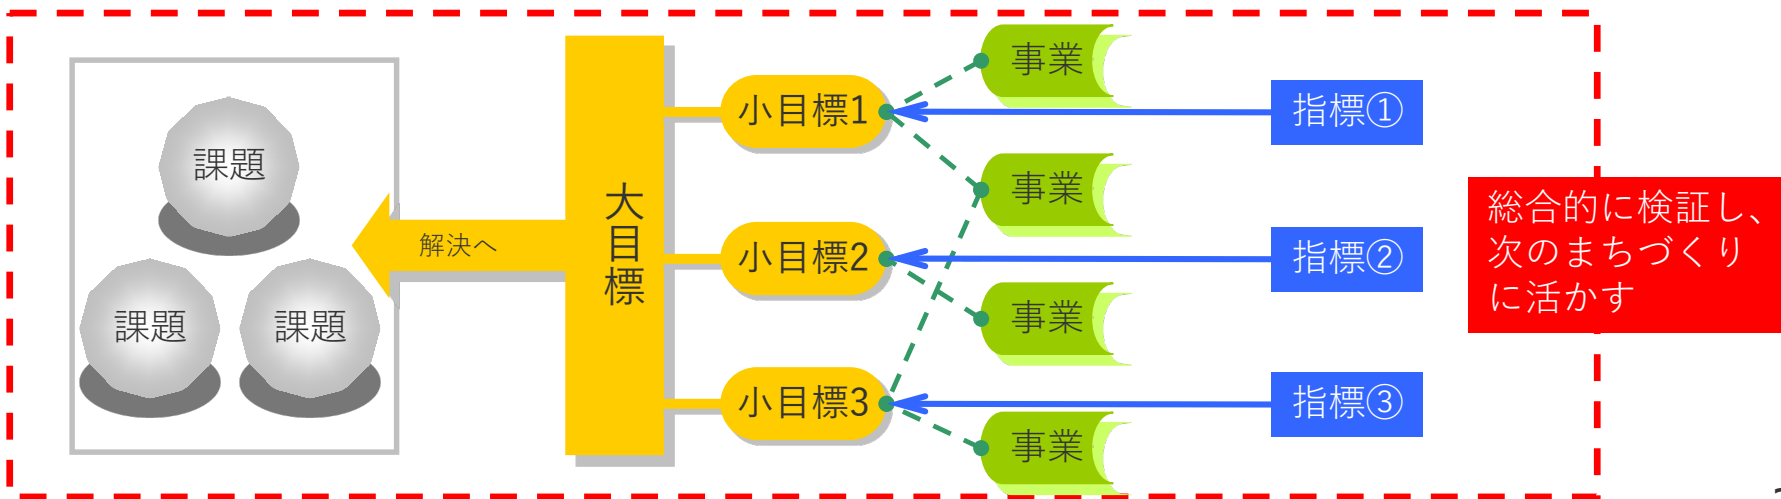 課題
課題
課題
解決へ
大目標
小目標1
小目標2
小目標3
事業
事業
事業
事業
指標①
指標②
指標③
総合的に検証し、
次のまちづくり
に活かす